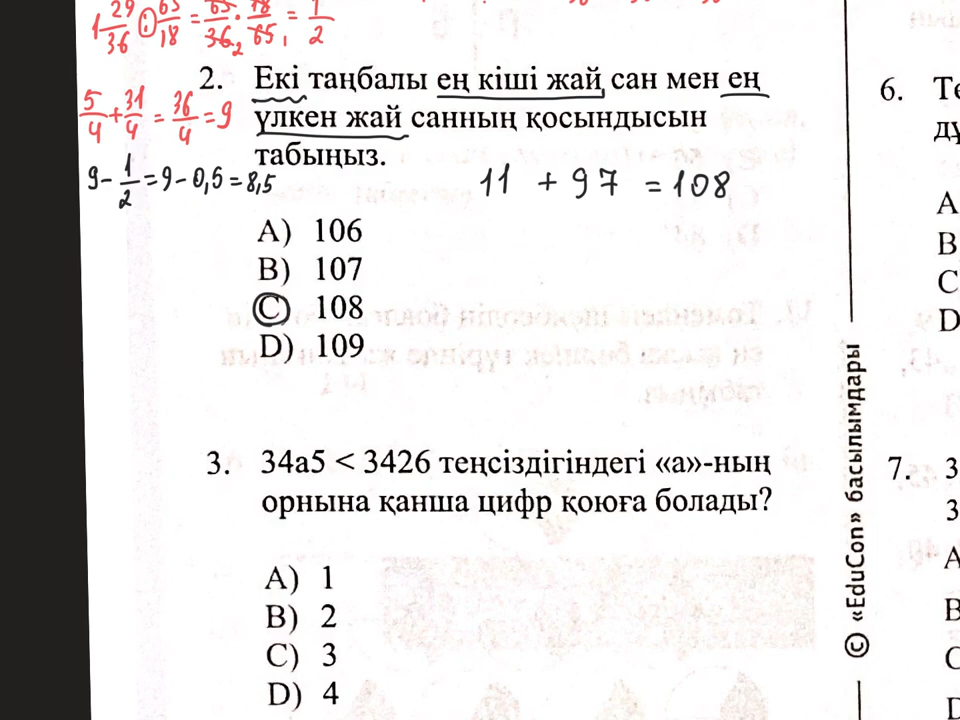 1 29/36 : 65/18 = 65/36 · 18/65 = 1/2
2. Екі таңбалы ең кіші жай сан мен ең
үлкен жай санның қосындысын
табыңыз.
5/4 + 31/4 = 36/4 = 9
9 - 1/2 = 9 - 0,5 = 8,5
11 + 97 = 108
A) 106
B) 107
C) 108
D) 109
3. 34a5 < 3426 теңсіздігіндегі «а»-ның
орнына қанша цифр қоюға болады?
A) 1
B) 2
C) 3
D) 4
© «EduCon» басылымдары
6.
A
B
C
D
7. 3
3
A
B
C
D